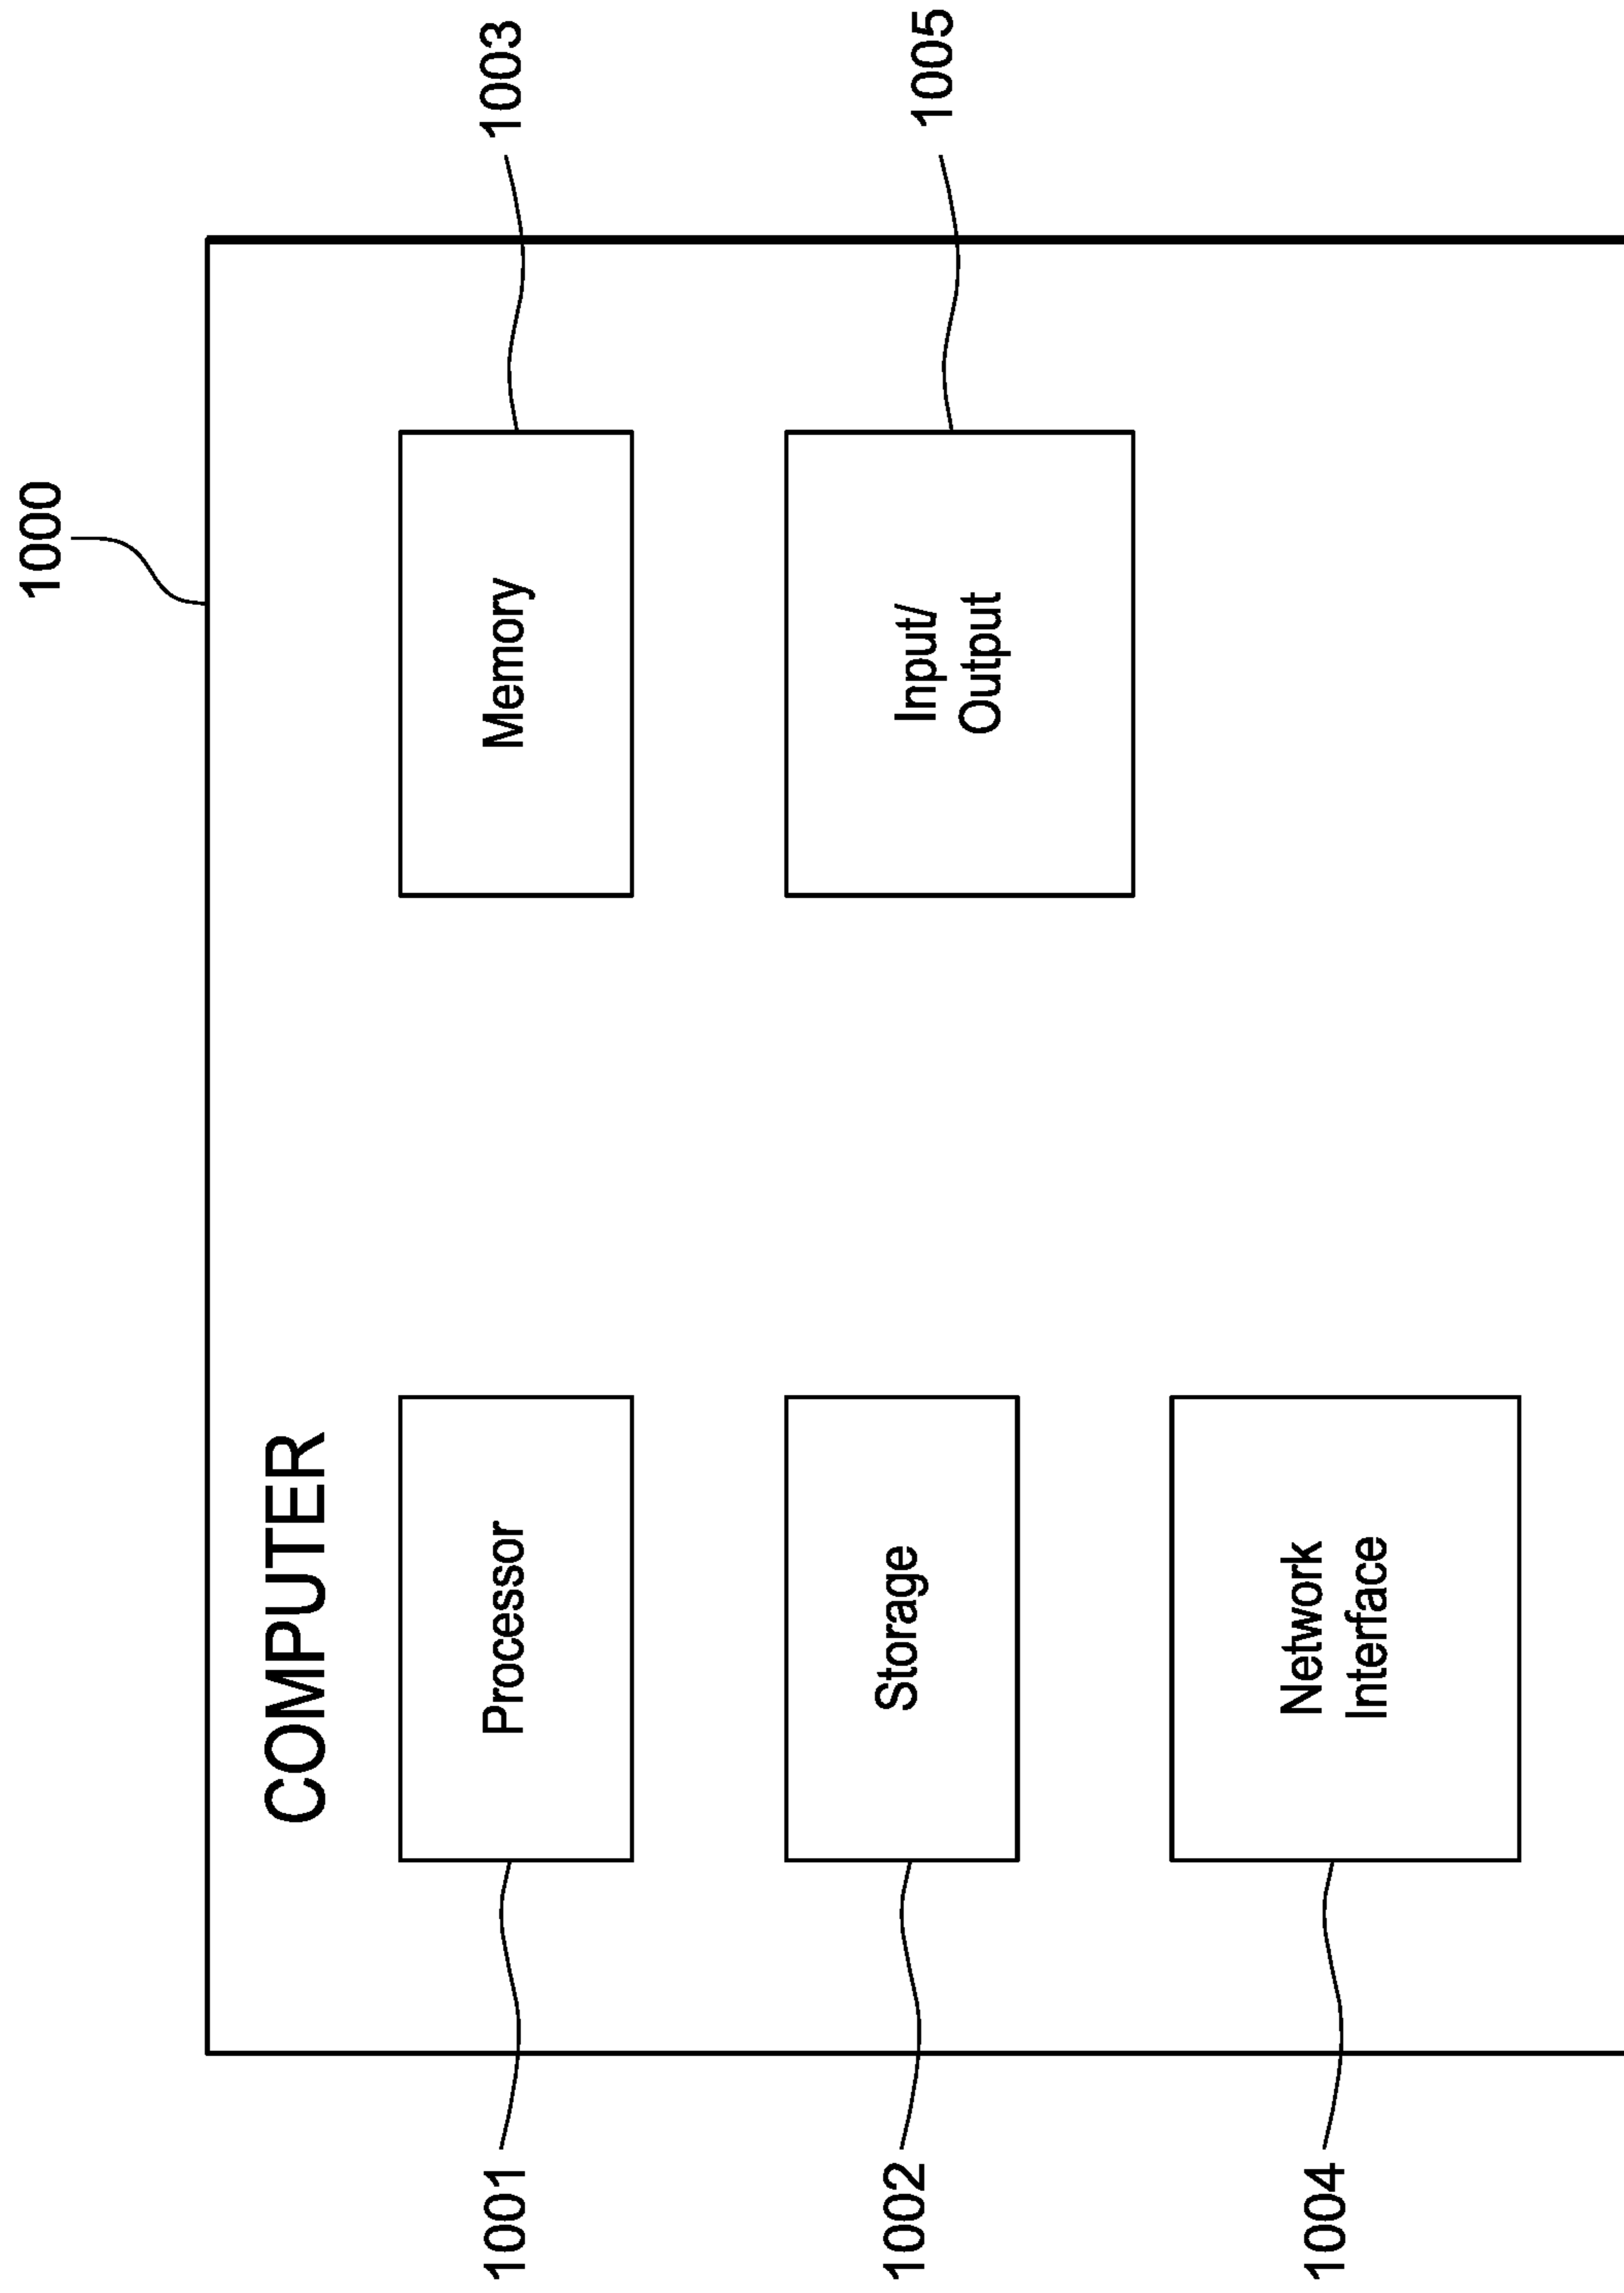 1000
COMPUTER
1001
Processor
Memory
1003
1002
Storage
Input/
Output
1005
1004
Network
Interface